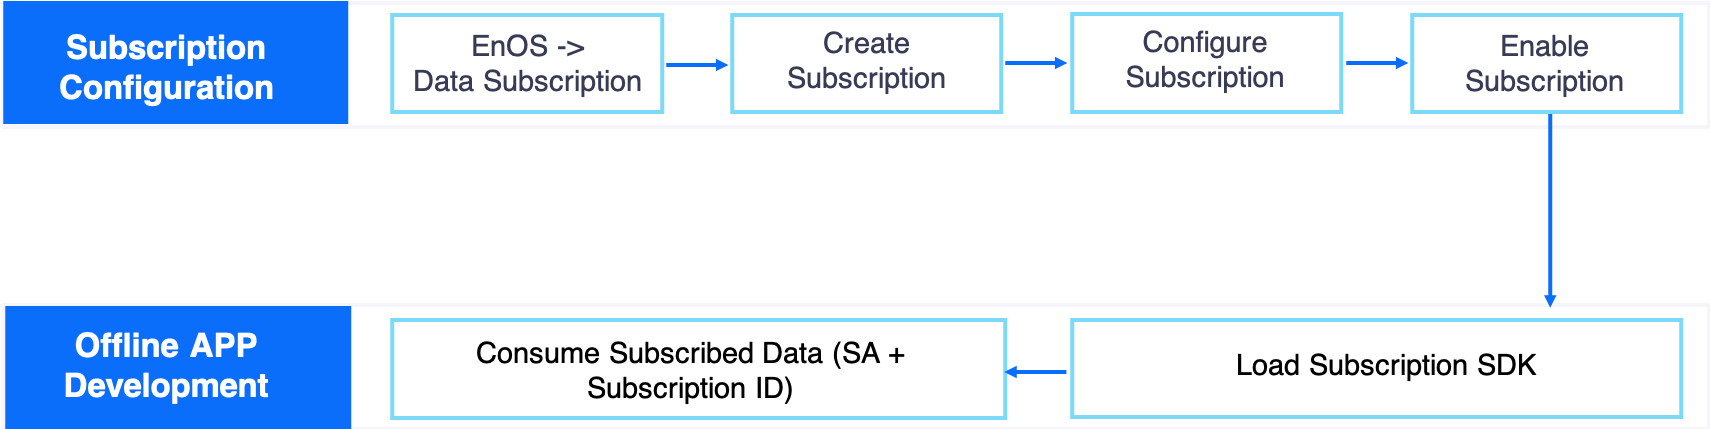 Subscription
Configuration
EnOS ->
Data Subscription
Create
Subscription
Configure
Subscription
Enable
Subscription
Offline APP
Development
Consume Subscribed Data (SA +
Subscription ID)
Load Subscription SDK